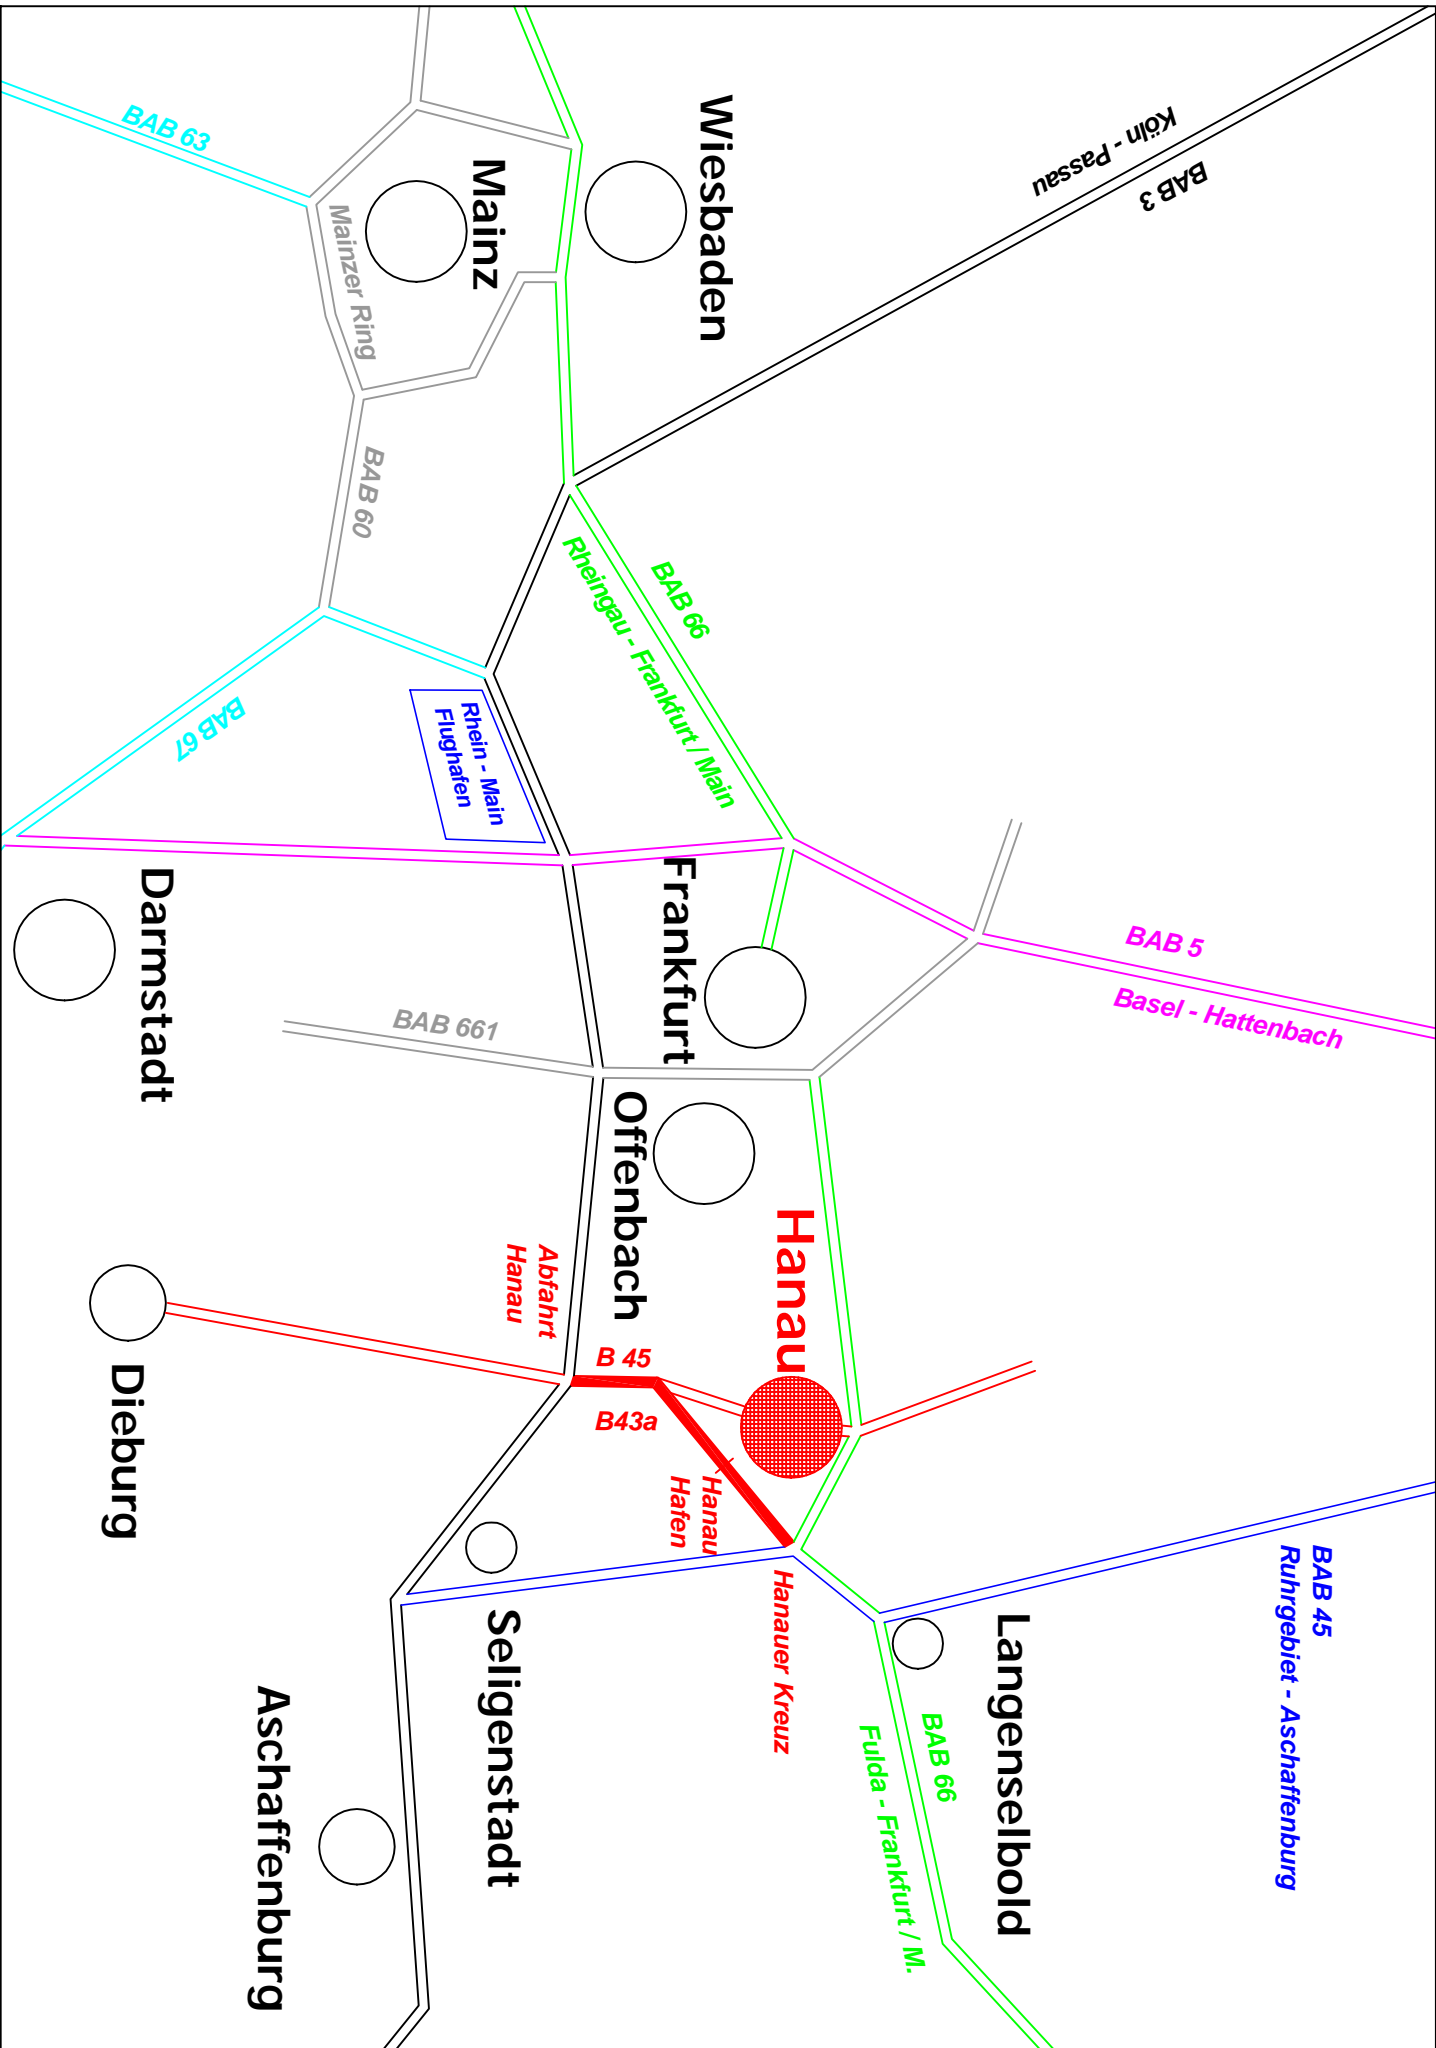 Köln - Passau
BAB 3
Wiesbaden
BAB 63
Mainz
Mainzer Ring
BAB 60
BAB 66
Rheingau - Frankfurt / Main
BAB 67
Rhein - Main
Flughafen
Frankfurt
BAB 5
Basel - Hattenbach
Darmstadt
BAB 661
Offenbach
Hanau
Abfahrt
Hanau
B 45
B43a
Hanau
Hafen
Hanauer Kreuz
Dieburg
BAB 45
Ruhrgebiet - Aschaffenburg
Langenselbold
Seligenstadt
BAB 66
Fulda - Frankfurt / M.
Aschaffenburg